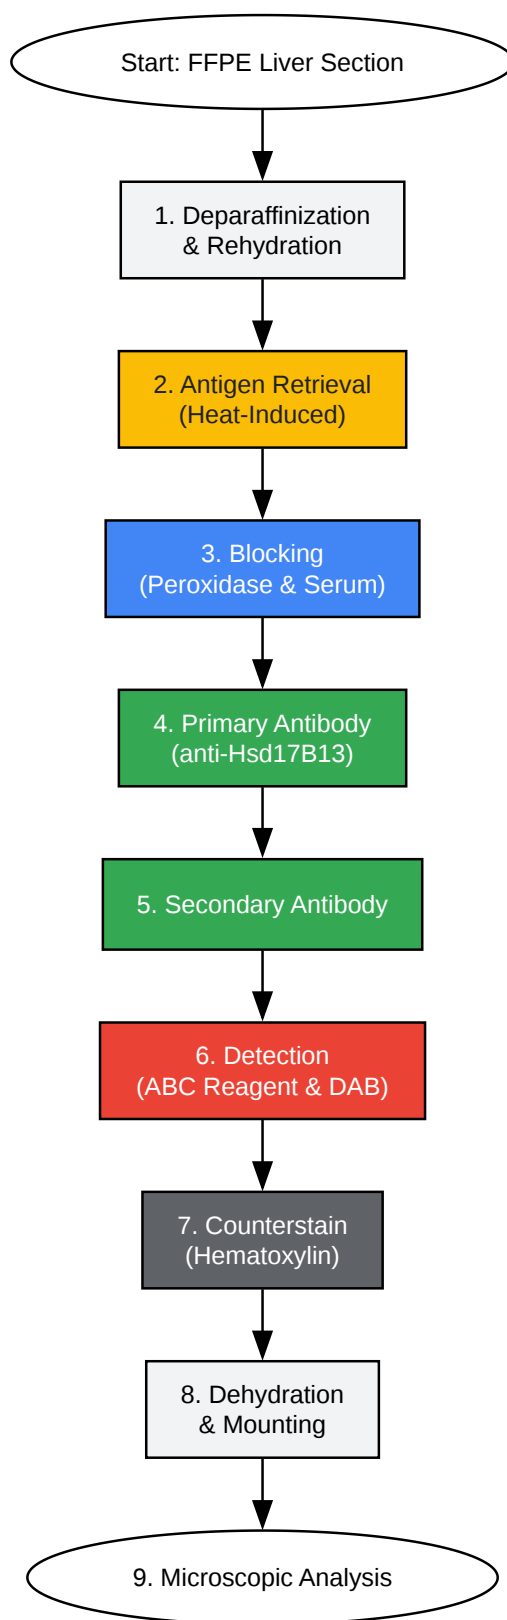 Start: FFPE Liver Section
1. Deparaffinization
& Rehydration
2. Antigen Retrieval
(Heat-Induced)
3. Blocking
(Peroxidase & Serum)
4. Primary Antibody
(anti-Hsd17B13)
5. Secondary Antibody
6. Detection
(ABC Reagent & DAB)
7. Counterstain
(Hematoxylin)
8. Dehydration
& Mounting
9. Microscopic Analysis